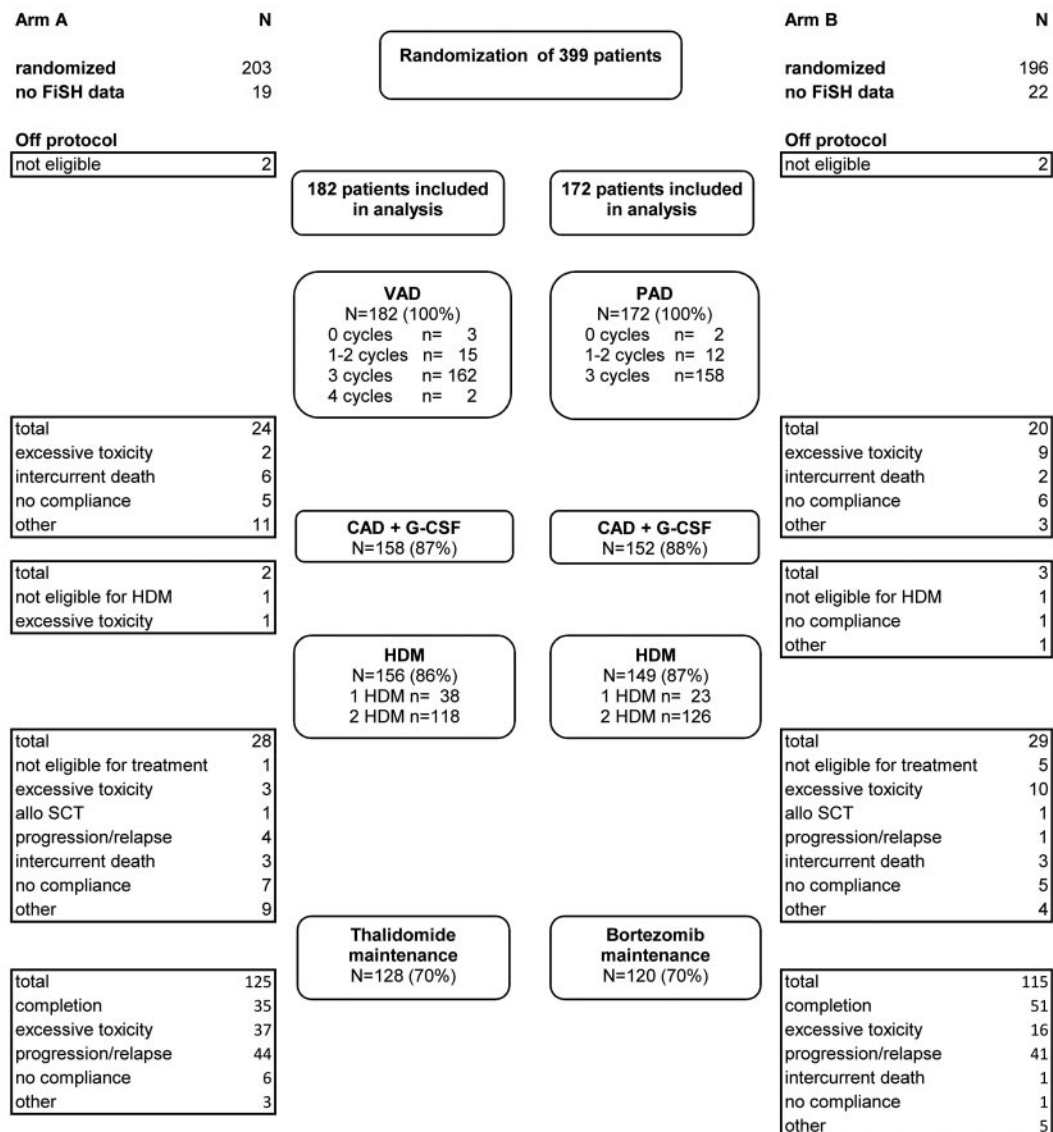 Arm A N
randomized 203
no FiSH data 19
Off protocol
not eligible 2
Randomization of 399 patients
Arm B N
randomized 196
no FiSH data 22
Off protocol
not eligible 2
182 patients included
in analysis
172 patients included
in analysis
VAD
N=182 (100%)
0 cycles n= 3
1-2 cycles n= 15
3 cycles n= 162
4 cycles n= 2
PAD
N=172 (100%)
0 cycles n= 2
1-2 cycles n= 12
3 cycles n=158
total 24
excessive toxicity 2
intercurrent death 6
no compliance 5
other 11
total 20
excessive toxicity 9
intercurrent death 2
no compliance 6
other 3
CAD + G-CSF
N=158 (87%)
CAD + G-CSF
N=152 (88%)
total 2
not eligible for HDM 1
excessive toxicity 1
total 3
not eligible for HDM 1
no compliance 1
other 1
HDM
N=156 (86%)
1 HDM n= 38
2 HDM n=118
HDM
N=149 (87%)
1 HDM n= 23
2 HDM n=126
total 28
not eligible for treatment 1
excessive toxicity 3
allo SCT 1
progression/relapse 4
intercurrent death 3
no compliance 7
other 9
total 29
not eligible for treatment 5
excessive toxicity 10
allo SCT 1
progression/relapse 1
intercurrent death 3
no compliance 5
other 4
Thalidomide
maintenance
N=128 (70%)
Bortezomib
maintenance
N=120 (70%)
total 125
completion 35
excessive toxicity 37
progression/relapse 44
no compliance 6
other 3
total 115
completion 51
excessive toxicity 16
progression/relapse 41
intercurrent death 1
no compliance 1
other 5